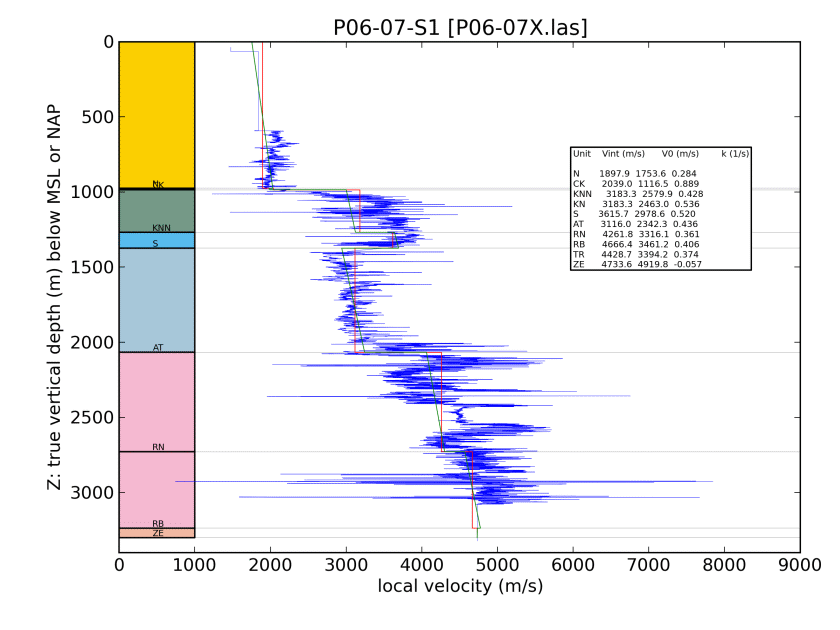 P06-07-S1 [P06-07X.las]
Z: true vertical depth (m) below MSL or NAP
0
500
1000
1500
2000
2500
3000
NK
KNN
S
AT
RN
RB
ZE
Unit Vint (m/s) V0 (m/s) k (1/s)
N 1897.9 1753.6 0.284
CK 2039.0 1116.5 0.889
KNN 3183.3 2579.9 0.428
KN 3183.3 2463.0 0.536
S 3615.7 2978.6 0.520
AT 3116.0 2342.3 0.436
RN 4261.8 3316.1 0.361
RB 4666.4 3461.2 0.406
TR 4428.7 3394.2 0.374
ZE 4733.6 4919.8 -0.057
0 1000 2000 3000 4000 5000 6000 7000 8000 9000
local velocity (m/s)